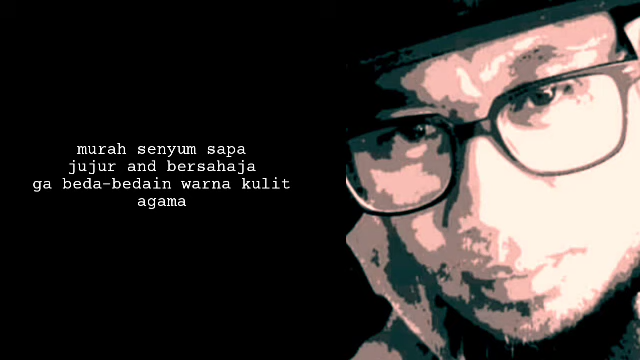 murah senyum sapa
jujur and bersahaja
ga beda-bedain warna kulit
agama